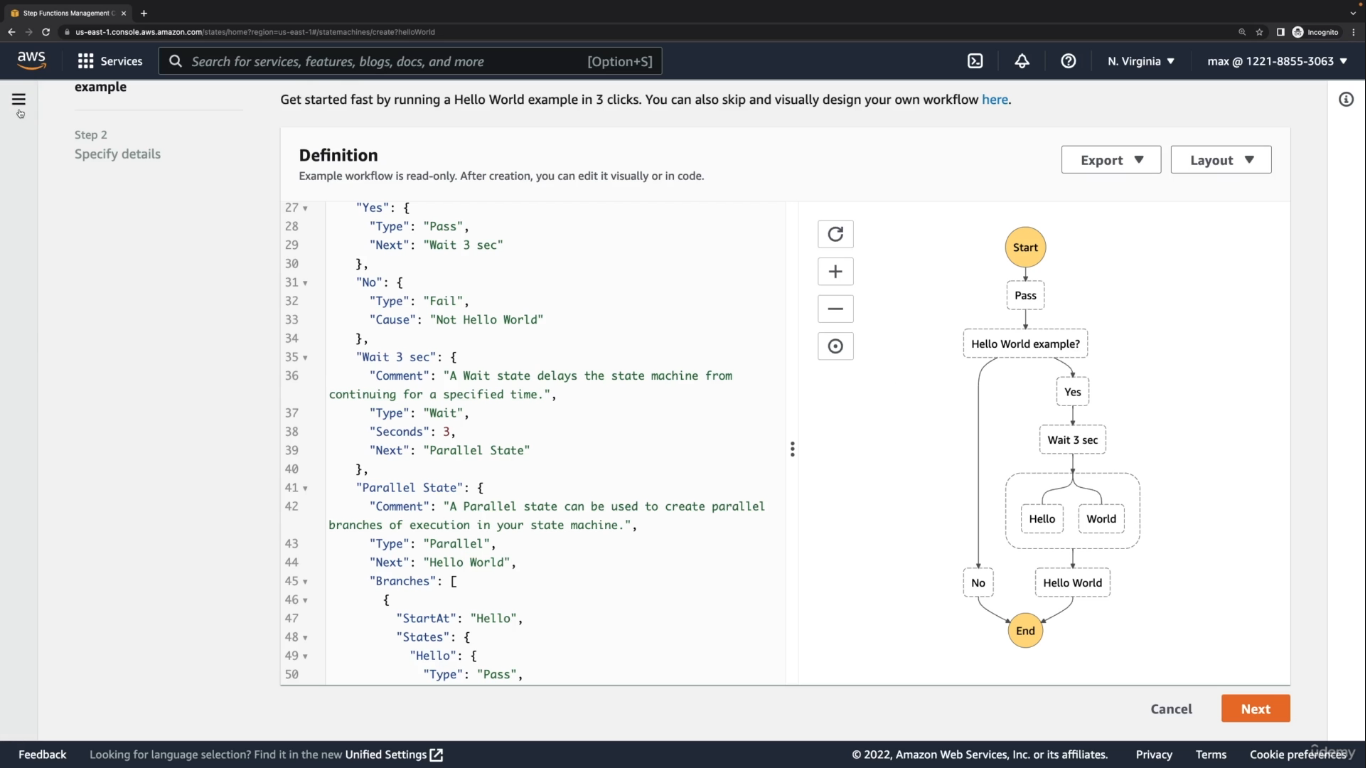 Step Functions Management C
us-east-1.console.aws.amazon.com/states/home?region=us-east-1#/statemachines/create?helloWorld
Incognito
aws
Services
Search for services, features, blogs, docs, and more
[Option+S]
N. Virginia
max @ 1221-8855-3063
example
Step 2
Specify details
Get started fast by running a Hello World example in 3 clicks. You can also skip and visually design your own workflow here.
Definition
Example workflow is read-only. After creation, you can edit it visually or in code.
Export
Layout
27 "Yes": {
28 "Type": "Pass",
29 "Next": "Wait 3 sec"
30 },
31 "No": {
32 "Type": "Fail",
33 "Cause": "Not Hello World"
34 },
35 "Wait 3 sec": {
36 "Comment": "A Wait state delays the state machine from
continuing for a specified time.",
37 "Type": "Wait",
38 "Seconds": 3,
39 "Next": "Parallel State"
40 },
41 "Parallel State": {
42 "Comment": "A Parallel state can be used to create parallel
branches of execution in your state machine.",
43 "Type": "Parallel",
44 "Next": "Hello World",
45 "Branches": [
46 {
47 "StartAt": "Hello",
48 "States": {
49 "Hello": {
50 "Type": "Pass",
Start
Pass
Hello World example?
Yes
Wait 3 sec
Hello World
No Hello World
End
Cancel
Next
Feedback
Looking for language selection? Find it in the new Unified Settings
© 2022, Amazon Web Services, Inc. or its affiliates.
Privacy
Terms
Cookie preferences
udemy